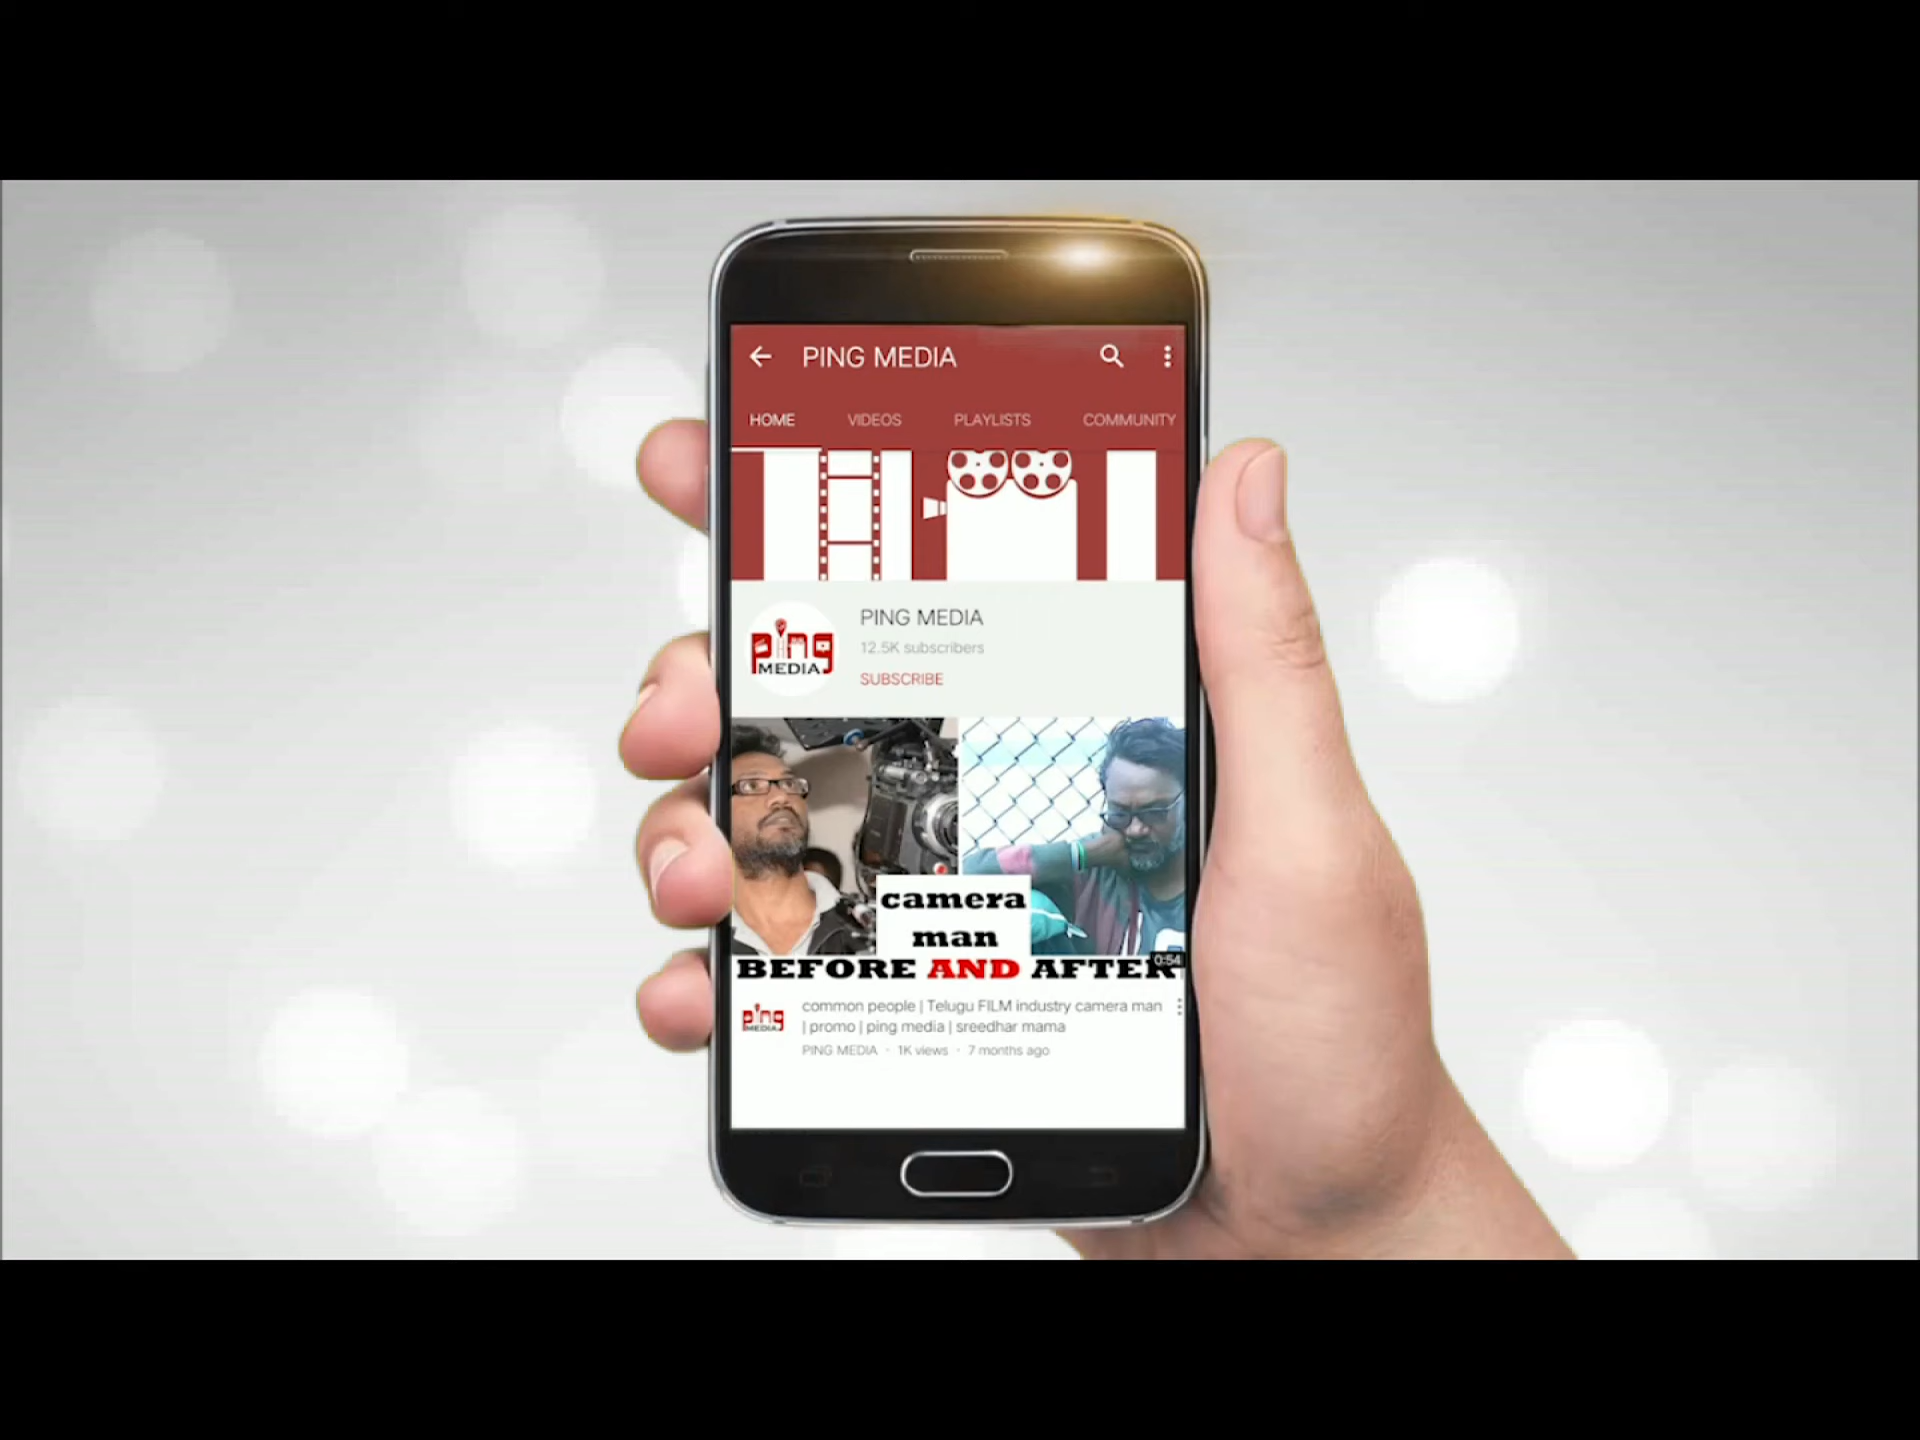 PING MEDIA
HOME VIDEOS PLAYLISTS COMMUNITY
PING MEDIA
12.5K subscribers
SUBSCRIBE
ping
MEDIA
camera
man
BEFORE AND AFTER
0:54
ping
MEDIA
common people | Telugu FILM industry camera man
| promo | ping media | sreedhar mama
PING MEDIA · 1K views · 7 months ago